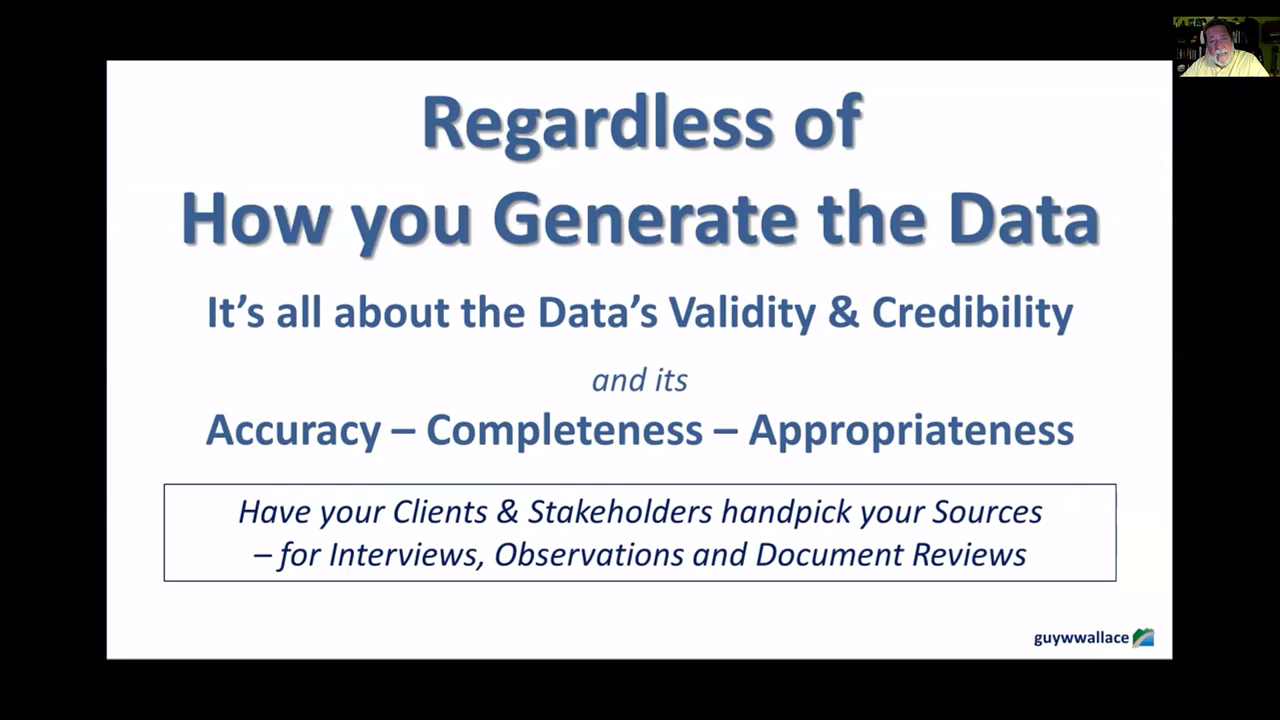 Regardless of
How you Generate the Data
It's all about the Data's Validity & Credibility
and its
Accuracy – Completeness – Appropriateness
Have your Clients & Stakeholders handpick your Sources
– for Interviews, Observations and Document Reviews
guywwallace